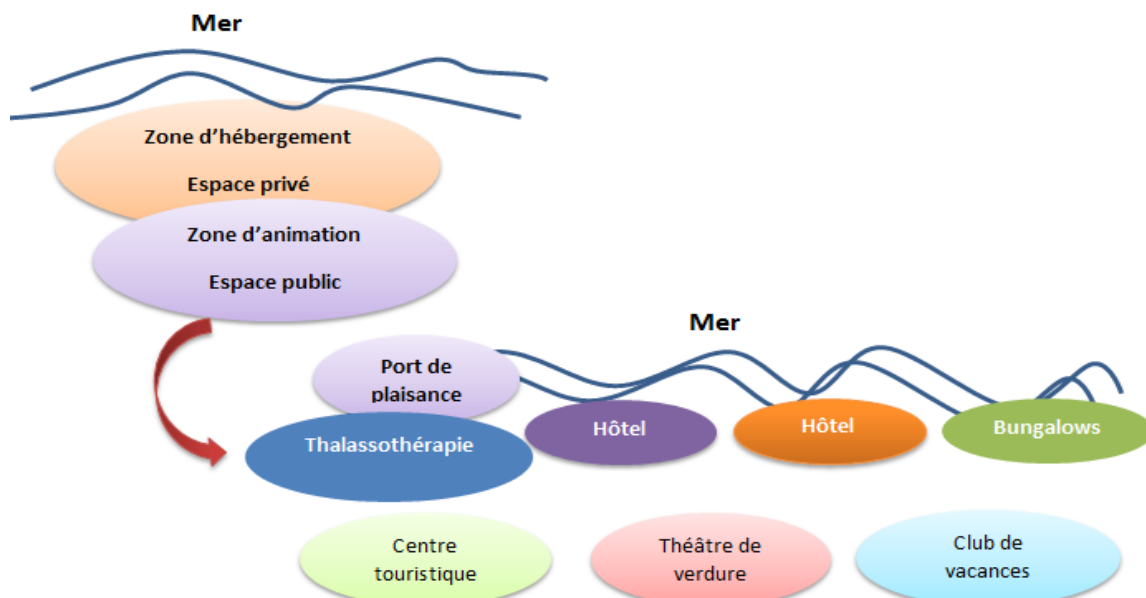 Mer
Zone d’hébergement
Espace privé
Zone d’animation
Espace public
Mer
Port de
plaisance
Thalassothérapie
Hôtel
Hôtel
Bungalows
Centre
touristique
Théâtre de
verdure
Club de
vacances